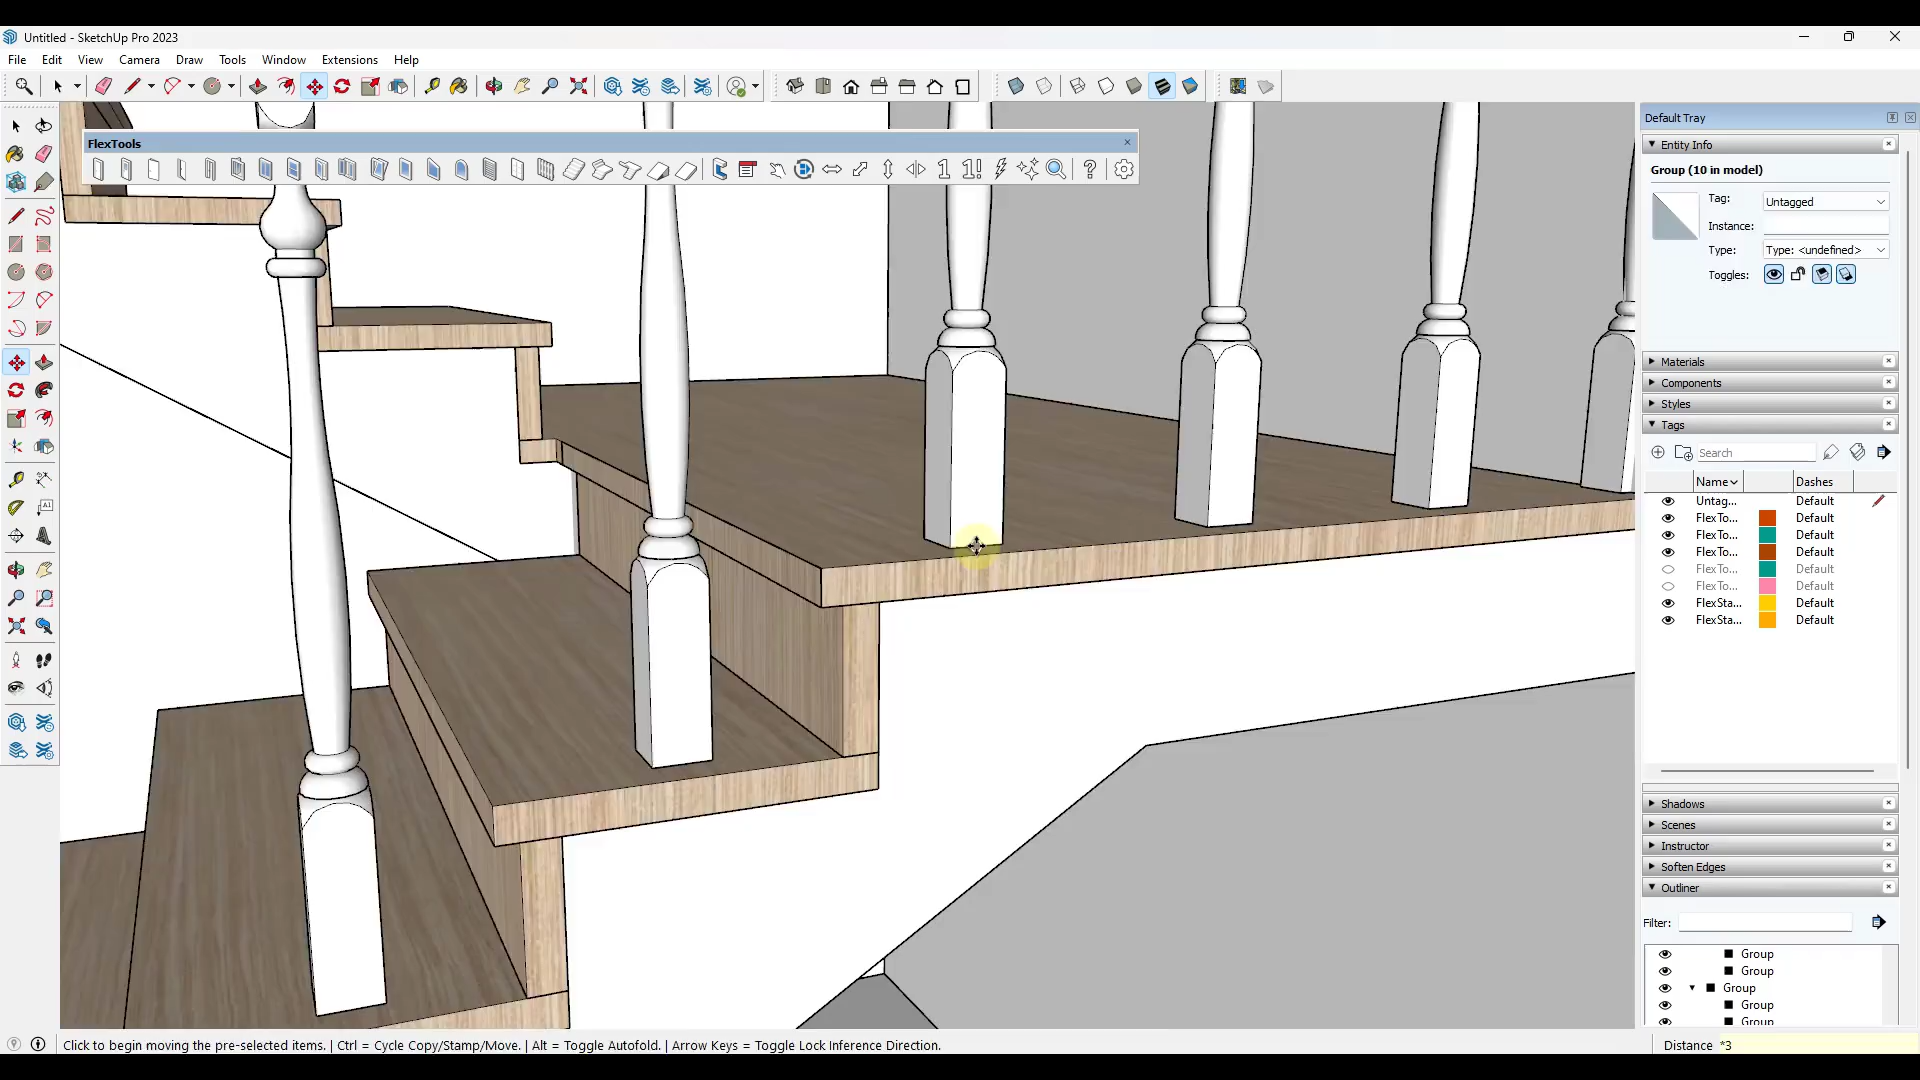 Untitled - SketchUp Pro 2023
File Edit View Camera Draw Tools Window Extensions Help
FlexTools
1 1! ?
Default Tray
Entity Info
Group (10 in model)
Tag: Untagged
Instance:
Type: Type: <undefined>
Toggles:
Materials
Components
Styles
Tags
Search
Name Dashes
Untag... Default
FlexTo... Default
FlexTo... Default
FlexTo... Default
FlexTo... Default
FlexTo... Default
FlexSta... Default
FlexSta... Default
Shadows
Scenes
Instructor
Soften Edges
Outliner
Filter:
Group
Group
Group
Group
Group
Click to begin moving the pre-selected items. | Ctrl = Cycle Copy/Stamp/Move. | Alt = Toggle Autofold. | Arrow Keys = Toggle Lock Inference Direction.
Distance *3